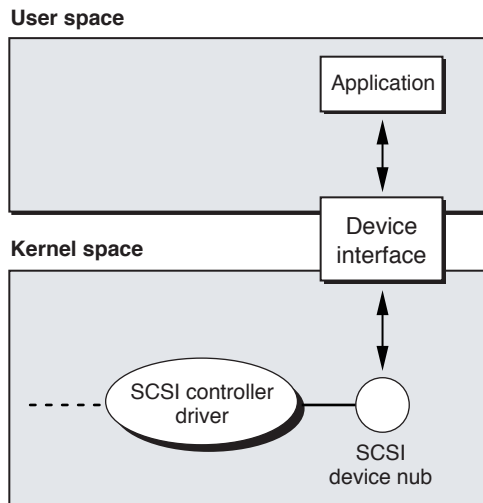 User space
Application
Device
interface
Kernel space
SCSI controller
driver
SCSI
device nub